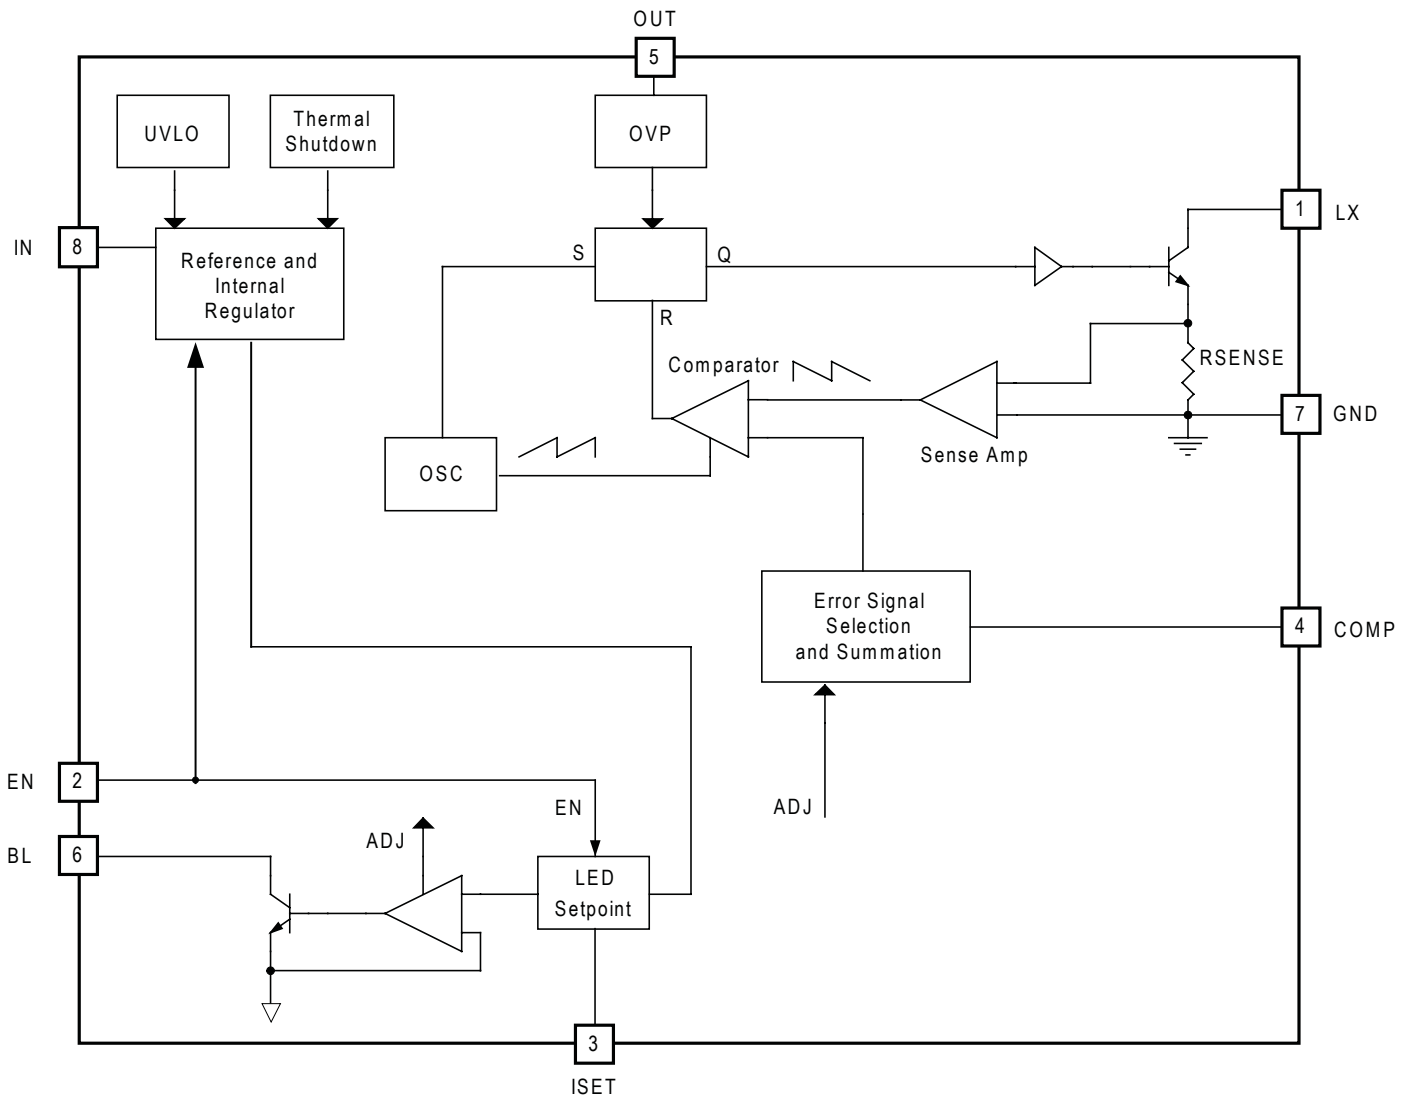 OUT
5
UVLO
Thermal
Shutdown
OVP
1
LX
IN
8
Reference and
Internal
Regulator
S
Q
R
Comparator
RSENSE
7
GND
Sense Amp
OSC
Error Signal
Selection
and Summation
4
COMP
EN
2
EN
ADJ
ADJ
BL
6
LED
Setpoint
3
ISET